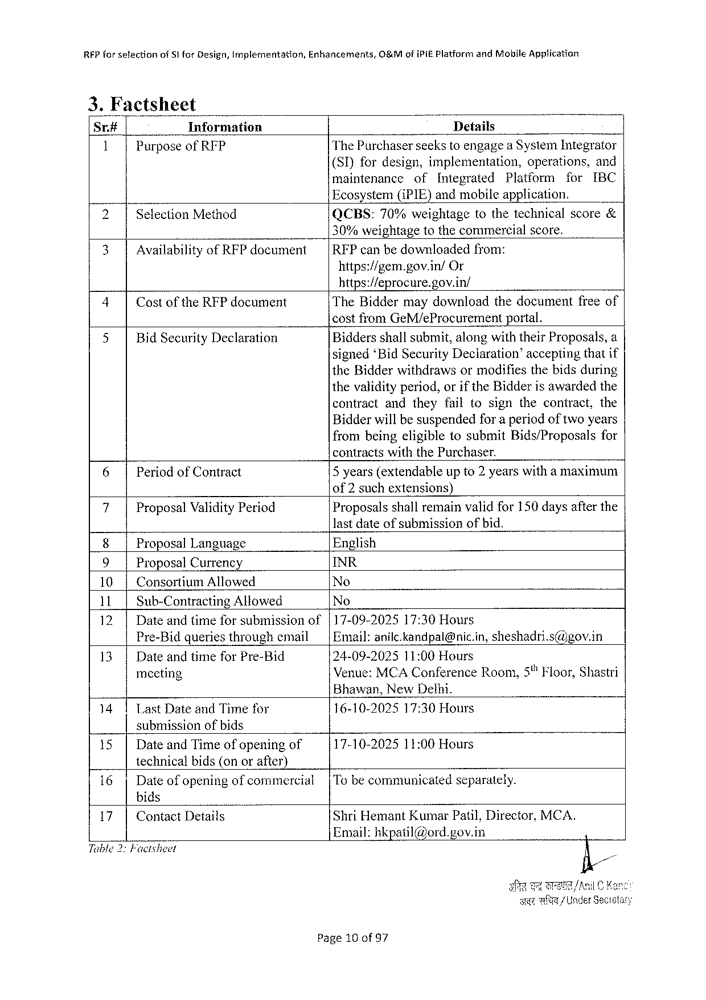 RFP for selection of SI for Design, Implementation, Enhancements, O&M of iPIE Platform and Mobile Application
3. Factsheet
Sr.# Information Details
1 Purpose of RFP The Purchaser seeks to engage a System Integrator
(SI) for design, implementation, operations, and
maintenance of Integrated Platform for IBC
Ecosystem (iPIE) and mobile application.
2 Selection Method QCBS: 70% weightage to the technical score &
30% weightage to the commercial score.
3 Availability of RFP document RFP can be downloaded from:
https://gem.gov.in/ Or
https://eprocure.gov.in/
4 Cost of the RFP document The Bidder may download the document free of
cost from GeM/eProcurement portal.
5 Bid Security Declaration Bidders shall submit, along with their Proposals, a
signed ‘Bid Security Declaration’ accepting that if
the Bidder withdraws or modifies the bids during
the validity period, or if the Bidder is awarded the
contract and they fail to sign the contract, the
Bidder will be suspended for a period of two years
from being eligible to submit Bids/Proposals for
contracts with the Purchaser.
6 Period of Contract 5 years (extendable up to 2 years with a maximum
of 2 such extensions)
7 Proposal Validity Period Proposals shall remain valid for 150 days after the
last date of submission of bid.
8 Proposal Language English
9 Proposal Currency INR
10 Consortium Allowed No
11 Sub-Contracting Allowed No
12 Date and time for submission of 17-09-2025 17:30 Hours
Pre-Bid queries through email Email: anilc.kandpal@nic.in, sheshadri.s@gov.in
13 Date and time for Pre-Bid 24-09-2025 11:00 Hours
meeting Venue: MCA Conference Room, 5th Floor, Shastri
Bhawan, New Delhi.
14 Last Date and Time for 16-10-2025 17:30 Hours
submission of bids
15 Date and Time of opening of 17-10-2025 11:00 Hours
technical bids (on or after)
16 Date of opening of commercial To be communicated separately.
bids
17 Contact Details Shri Hemant Kumar Patil, Director, MCA.
Email: hkpatil@ord.gov.in
Table 2: Factsheet
अनिल चन्द्र काण्डपाल/Anil C
अवर सचिव/Under Secretary
Page 10 of 97